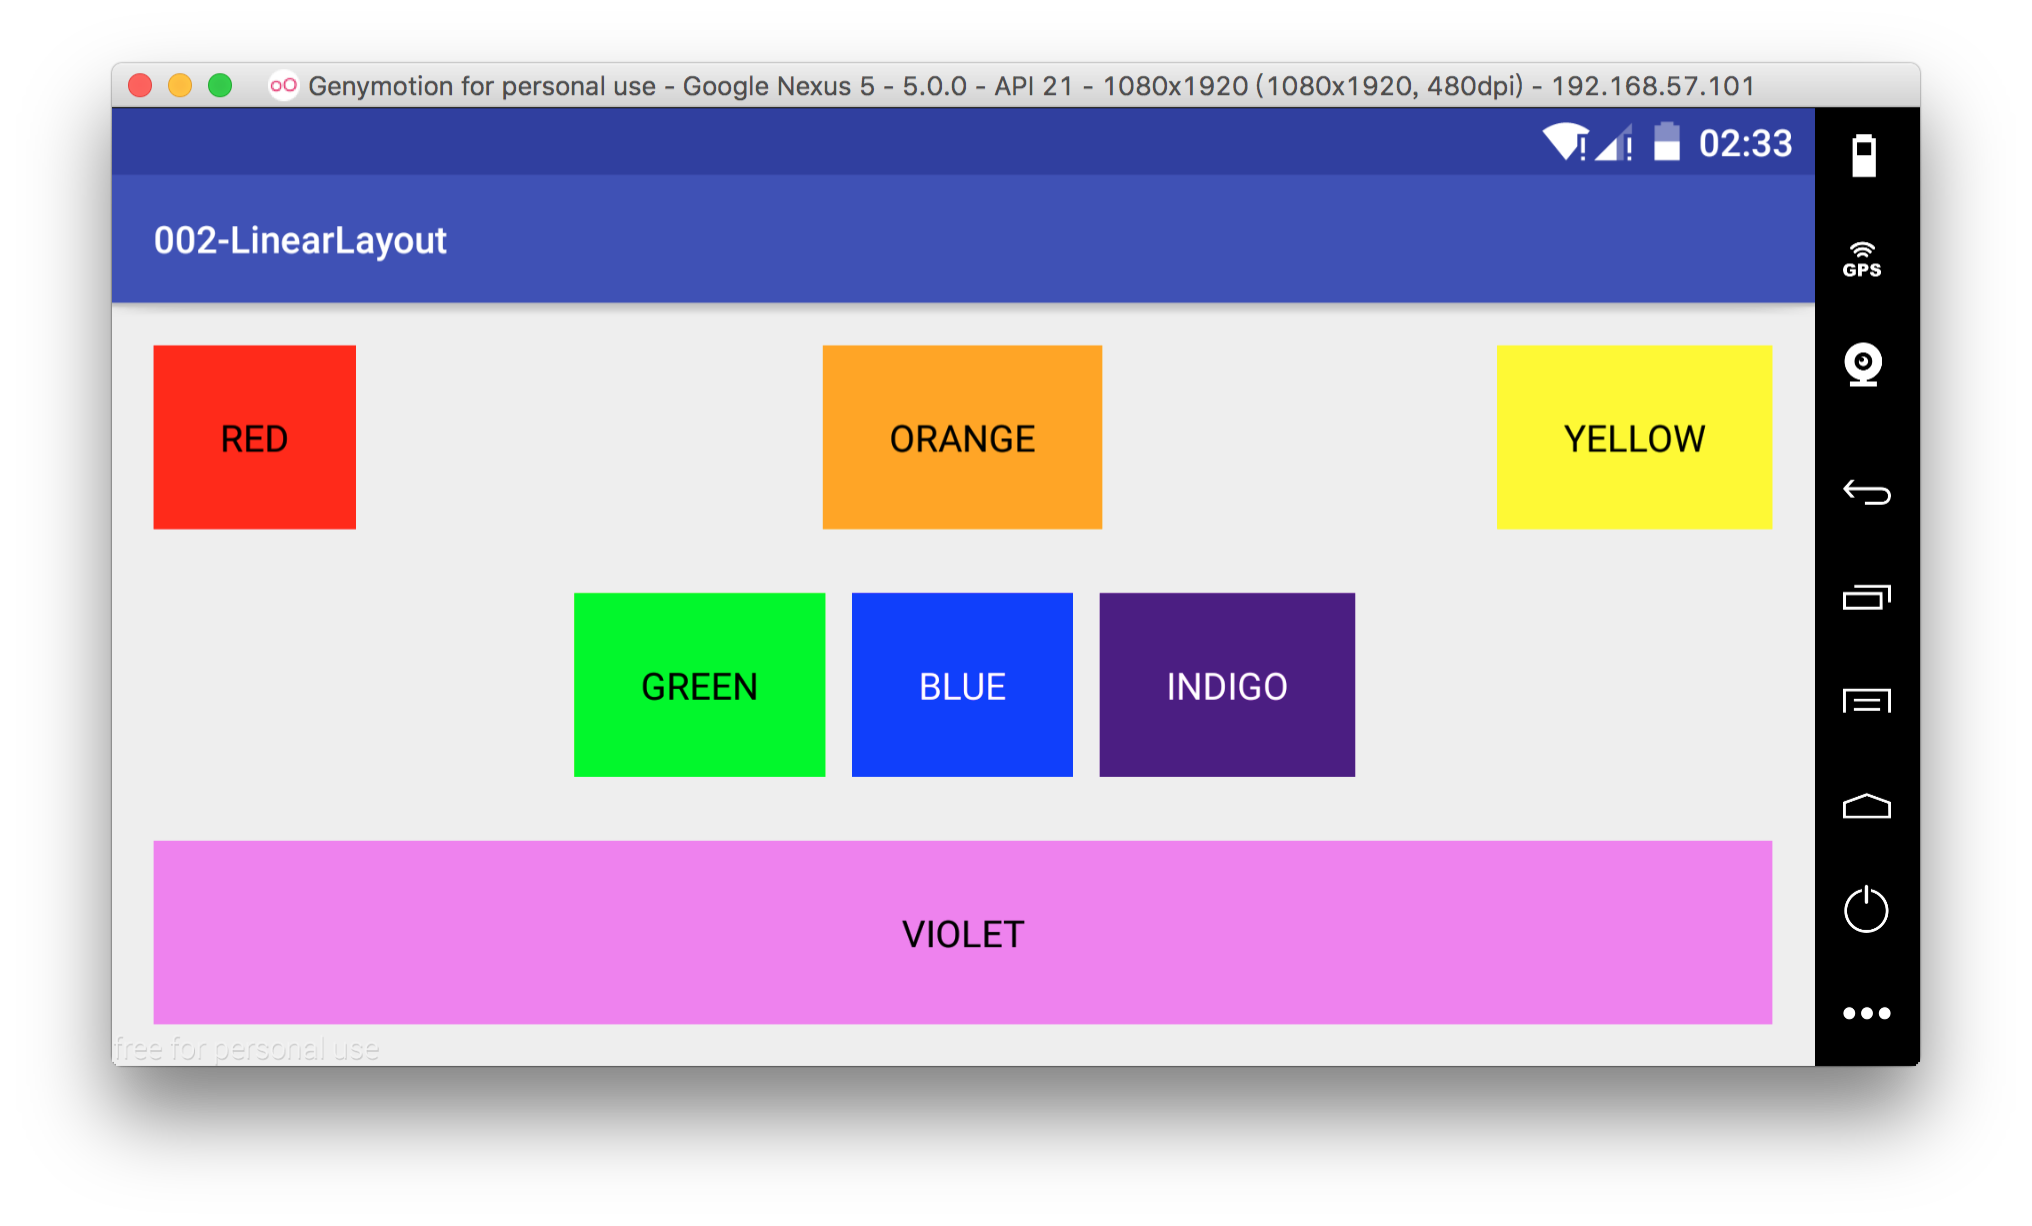 Genymotion for personal use - Google Nexus 5 - 5.0.0 - API 21 - 1080x1920 (1080x1920, 480dpi) - 192.168.57.101
02:33
002-LinearLayout
GPS
RED
ORANGE
YELLOW
GREEN
BLUE
INDIGO
VIOLET
free for personal use